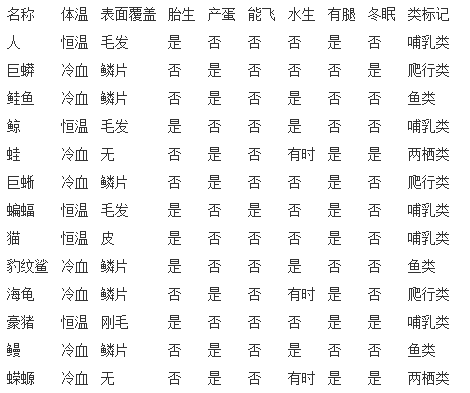 名称 体温 表面覆盖 胎生 产蛋 能飞 水生 有腿 冬眠 类标记
人 恒温 毛发 是 否 否 否 是 否 哺乳类
巨蟒 冷血 鳞片 否 是 否 否 否 是 爬行类
鲑鱼 冷血 鳞片 否 是 否 是 否 否 鱼类
鲸 恒温 毛发 是 否 否 是 否 否 哺乳类
蛙 冷血 无 否 是 否 有时 是 是 两栖类
巨蜥 冷血 鳞片 否 是 否 否 是 否 爬行类
蝙蝠 恒温 毛发 是 否 是 否 是 否 哺乳类
猫 恒温 皮 是 否 否 否 是 否 哺乳类
豹纹鲨 冷血 鳞片 是 否 否 是 否 否 鱼类
海龟 冷血 鳞片 否 是 否 有时 是 否 爬行类
豪猪 恒温 刚毛 是 否 否 否 是 是 哺乳类
鳗 冷血 鳞片 否 是 否 是 否 否 鱼类
蝾螈 冷血 无 否 是 否 有时 是 是 两栖类